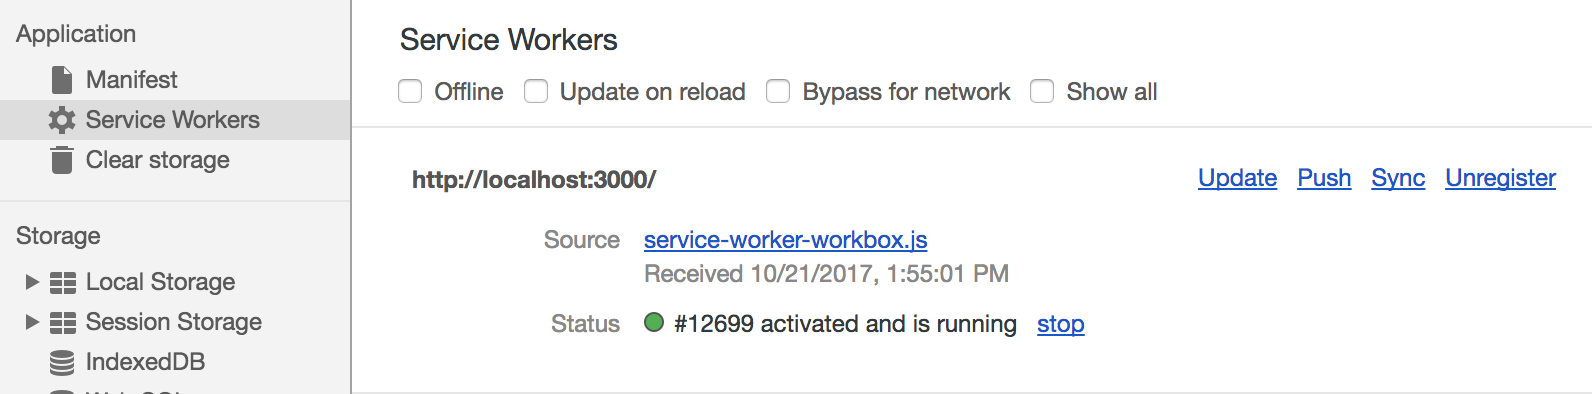 Application
Manifest
Service Workers
Clear storage
Storage
Local Storage
Session Storage
IndexedDB
Service Workers
Offline Update on reload Bypass for network Show all
http://localhost:3000/ Update Push Sync Unregister
Source service-worker-workbox.js
Received 10/21/2017, 1:55:01 PM
Status #12699 activated and is running stop